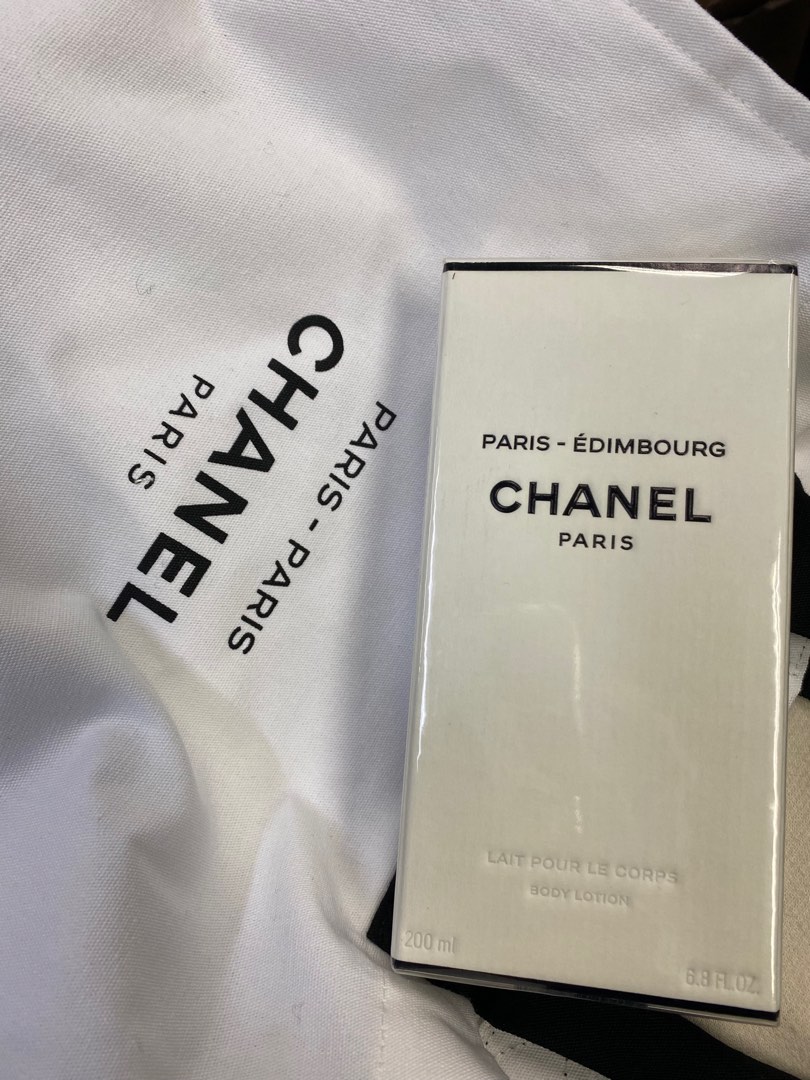 PARIS - PARIS
CHANEL
PARIS
PARIS - ÉDIMBOURG
CHANEL
PARIS
LAIT POUR LE CORPS
BODY LOTION
200 ml
6.8 FL.OZ.